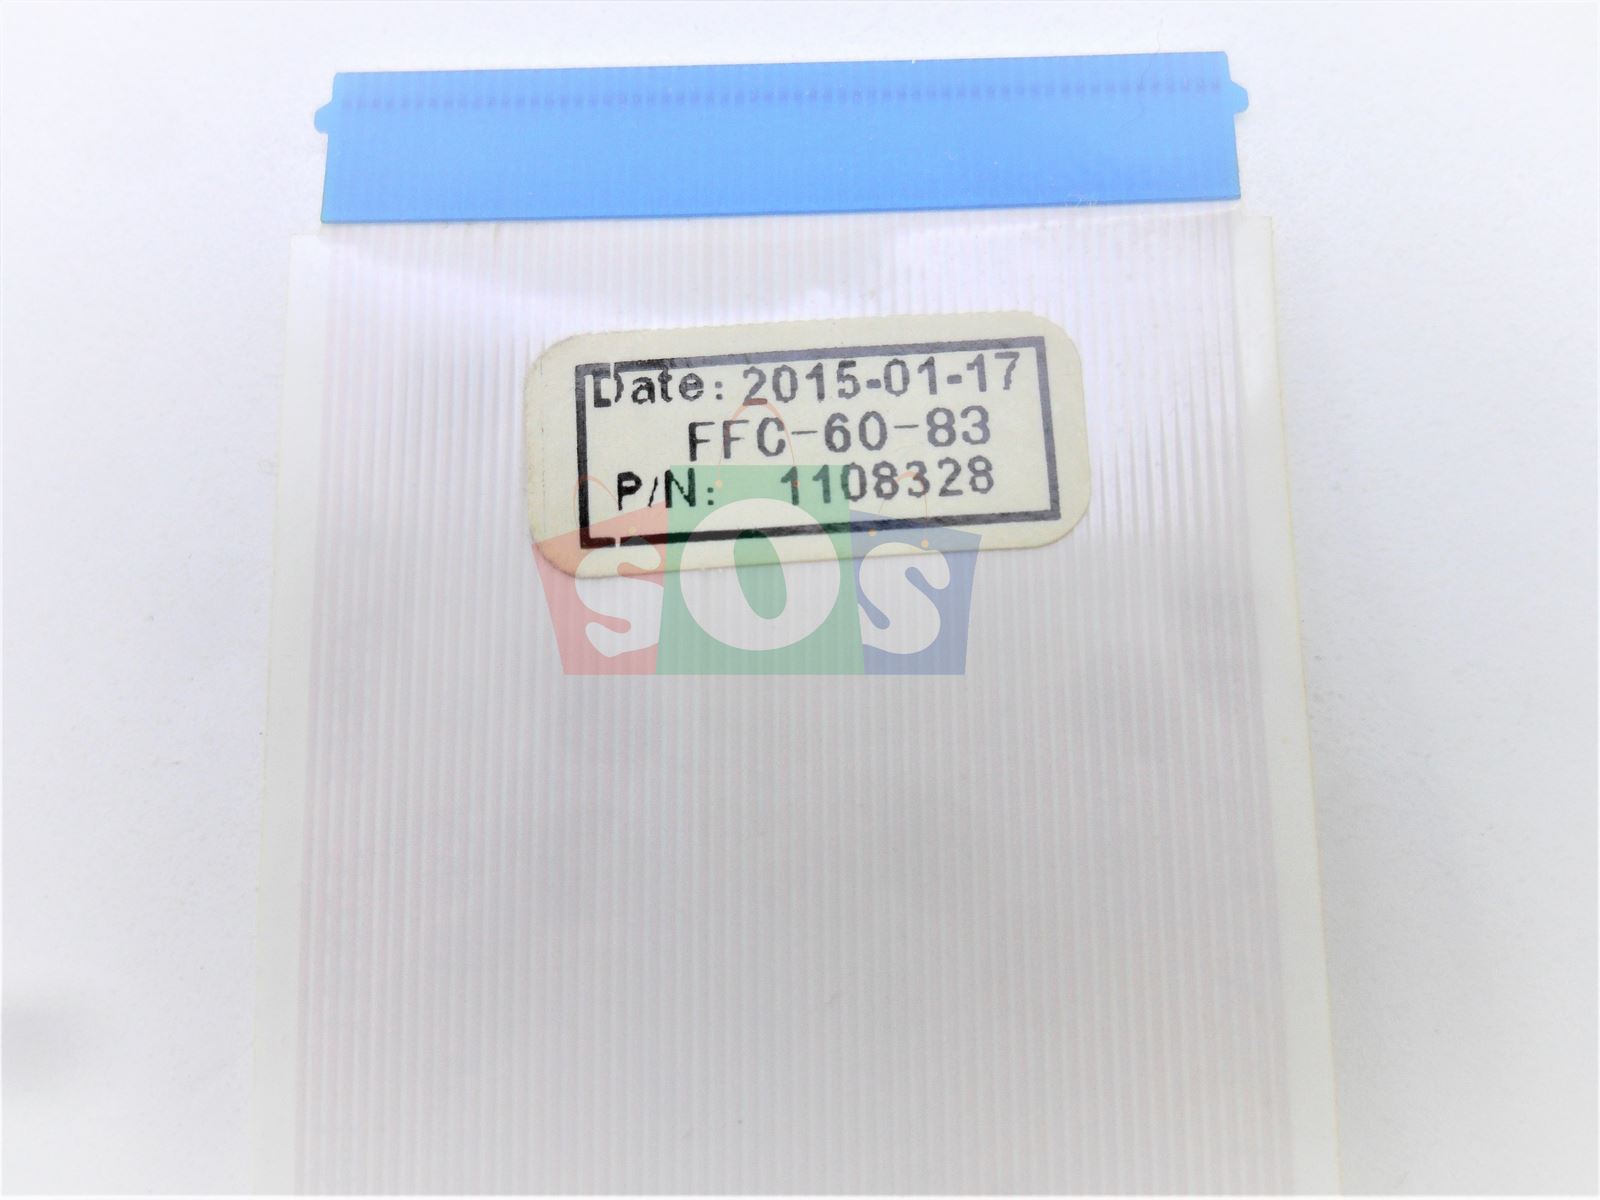 Date: 2015-01-17
FFC-60-83
P/N: 1108328
SOS